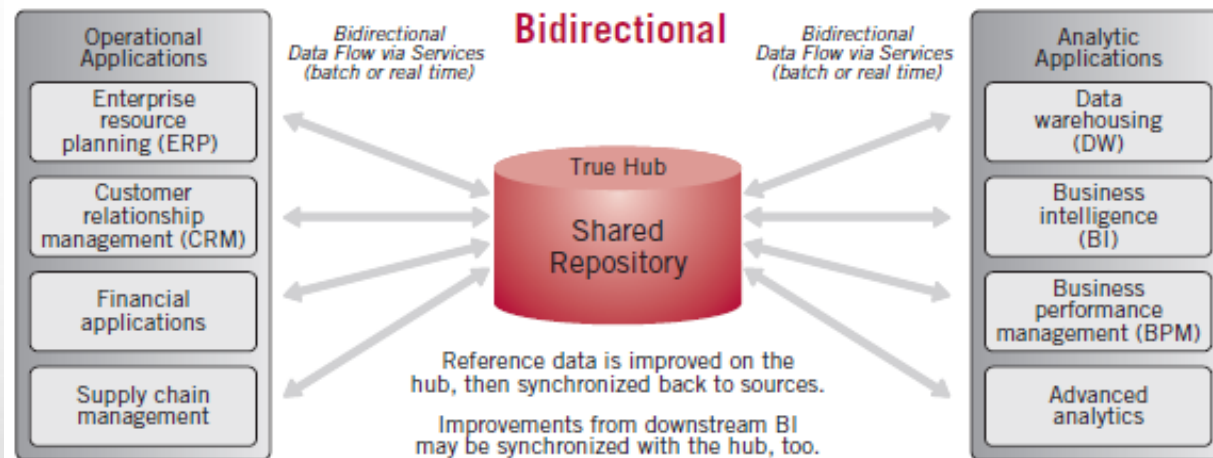 Operational
Applications
Enterprise
resource
planning (ERP)
Customer
relationship
management (CRM)
Financial
applications
Supply chain
management
Bidirectional
Data Flow via Services
(batch or real time)
Bidirectional
Bidirectional
Data Flow via Services
(batch or real time)
True Hub
Shared
Repository
Reference data is improved on the
hub, then synchronized back to sources.
Improvements from downstream BI
may be synchronized with the hub, too.
Analytic
Applications
Data
warehousing
(DW)
Business
intelligence
(BI)
Business
performance
management (BPM)
Advanced
analytics